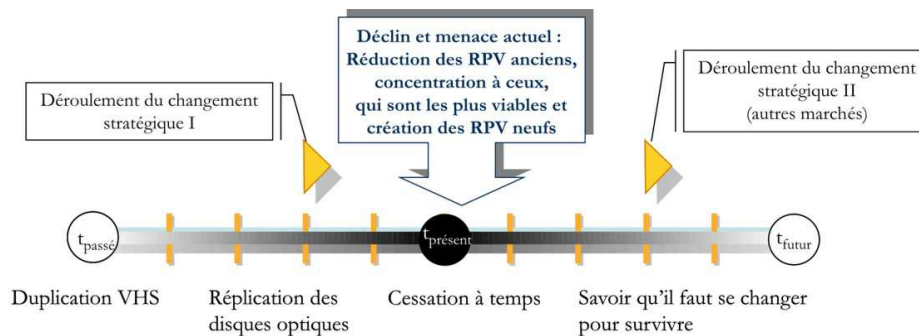 Déclin et menace actuel :
Réduction des RPV anciens,
concentration à ceux,
qui sont les plus viables et
création des RPV neufs
Déroulement du changement
stratégique I
Déroulement du changement
stratégique II
(autres marchés)
tpassé
tprésent
tfutur
Duplication VHS
Réplication des
disques optiques
Cessation à temps
Savoir qu'il faut se changer
pour survivre